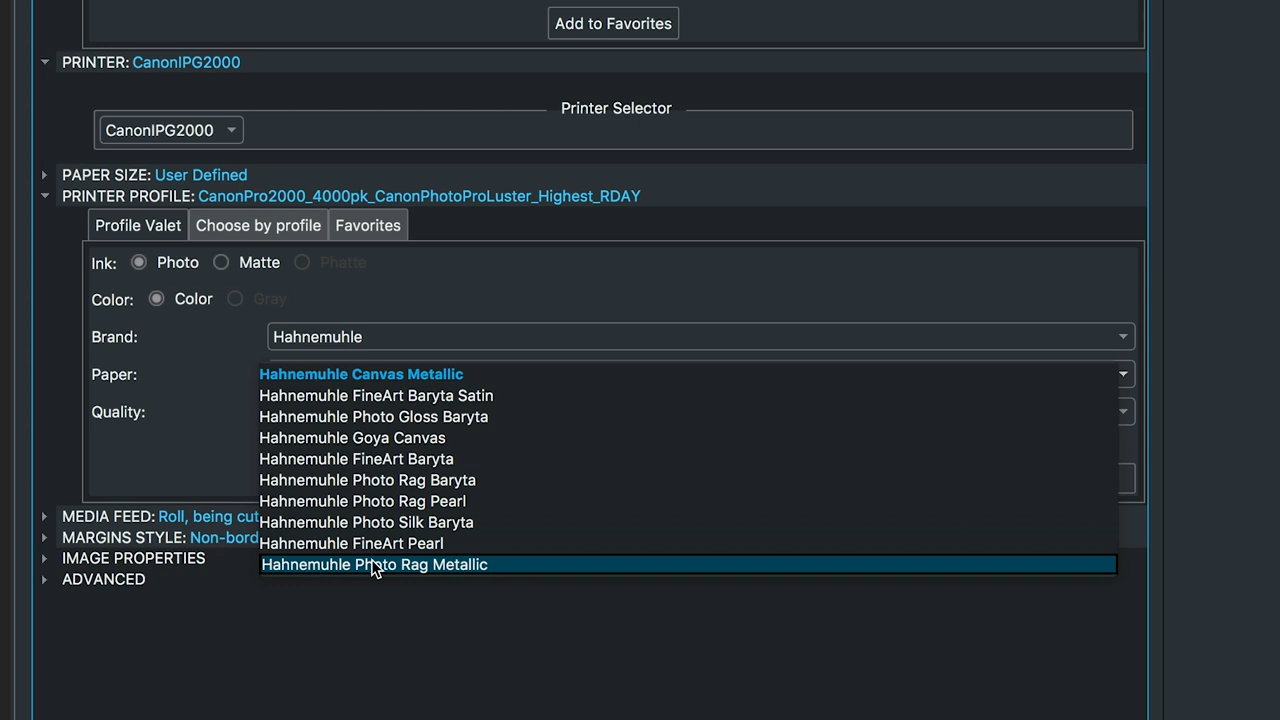 Add to Favorites
PRINTER: CanonIPG2000
Printer Selector
CanonIPG2000
PAPER SIZE: User Defined
PRINTER PROFILE: CanonPro2000_4000pk_CanonPhotoProLuster_Highest_RDAY
Profile Valet Choose by profile Favorites
Ink: Photo Matte Phatte
Color: Color Gray
Brand: Hahnemuhle
Paper: Hahnemuhle Canvas Metallic
Hahnemuhle FineArt Baryta Satin
Quality: Hahnemuhle Photo Gloss Baryta
Hahnemuhle Goya Canvas
Hahnemuhle FineArt Baryta
Hahnemuhle Photo Rag Baryta
Hahnemuhle Photo Rag Pearl
MEDIA FEED: Roll, being cut Hahnemuhle Photo Silk Baryta
MARGINS STYLE: Non-bord Hahnemuhle FineArt Pearl
IMAGE PROPERTIES Hahnemuhle Photo Rag Metallic
ADVANCED